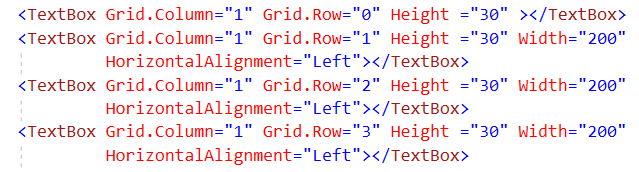 <TextBox Grid.Column="1" Grid.Row="0" Height ="30" ></TextBox>
<TextBox Grid.Column="1" Grid.Row="1" Height ="30" Width="200"
HorizontalAlignment="Left"></TextBox>
<TextBox Grid.Column="1" Grid.Row="2" Height ="30" Width="200"
HorizontalAlignment="Left"></TextBox>
<TextBox Grid.Column="1" Grid.Row="3" Height ="30" Width="200"
HorizontalAlignment="Left"></TextBox>